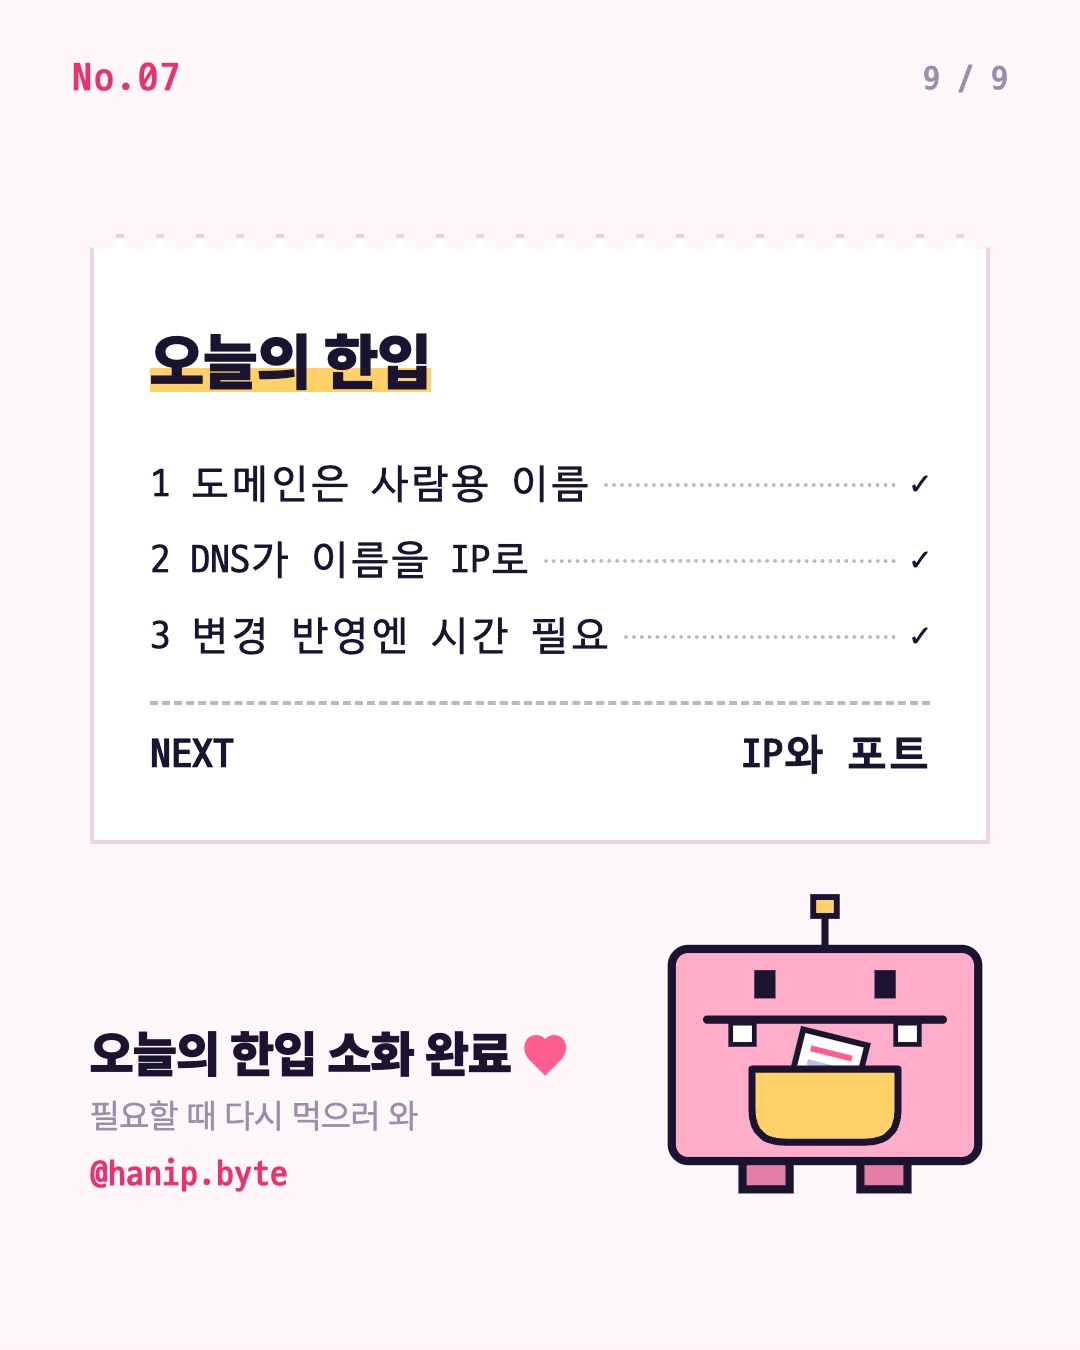 No.07
9 / 9
오늘의 한입
1 도메인은 사람용 이름 ✓
2 DNS가 이름을 IP로 ✓
3 변경 반영엔 시간 필요 ✓
NEXT IP와 포트
오늘의 한입 소화 완료
필요할 때 다시 먹으러 와
@hanip.byte